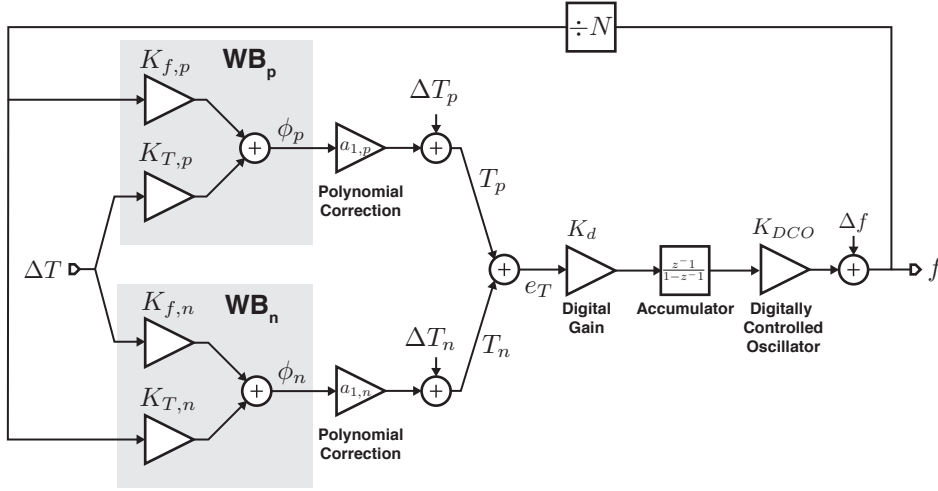 ÷N
K_{f,p}
WB_p
K_{T,p}
ϕ_p
a_{1,p}
Polynomial
Correction
ΔT_p
T_p
ΔT
K_{f,n}
WB_n
K_{T,n}
ϕ_n
a_{1,n}
Polynomial
Correction
ΔT_n
T_n
+
+
+
+
+
e_T
K_d
Digital
Gain
z^{-1}
1-z^{-1}
Accumulator
K_{DCO}
Digitally
Controlled
Oscillator
Δf
+
f